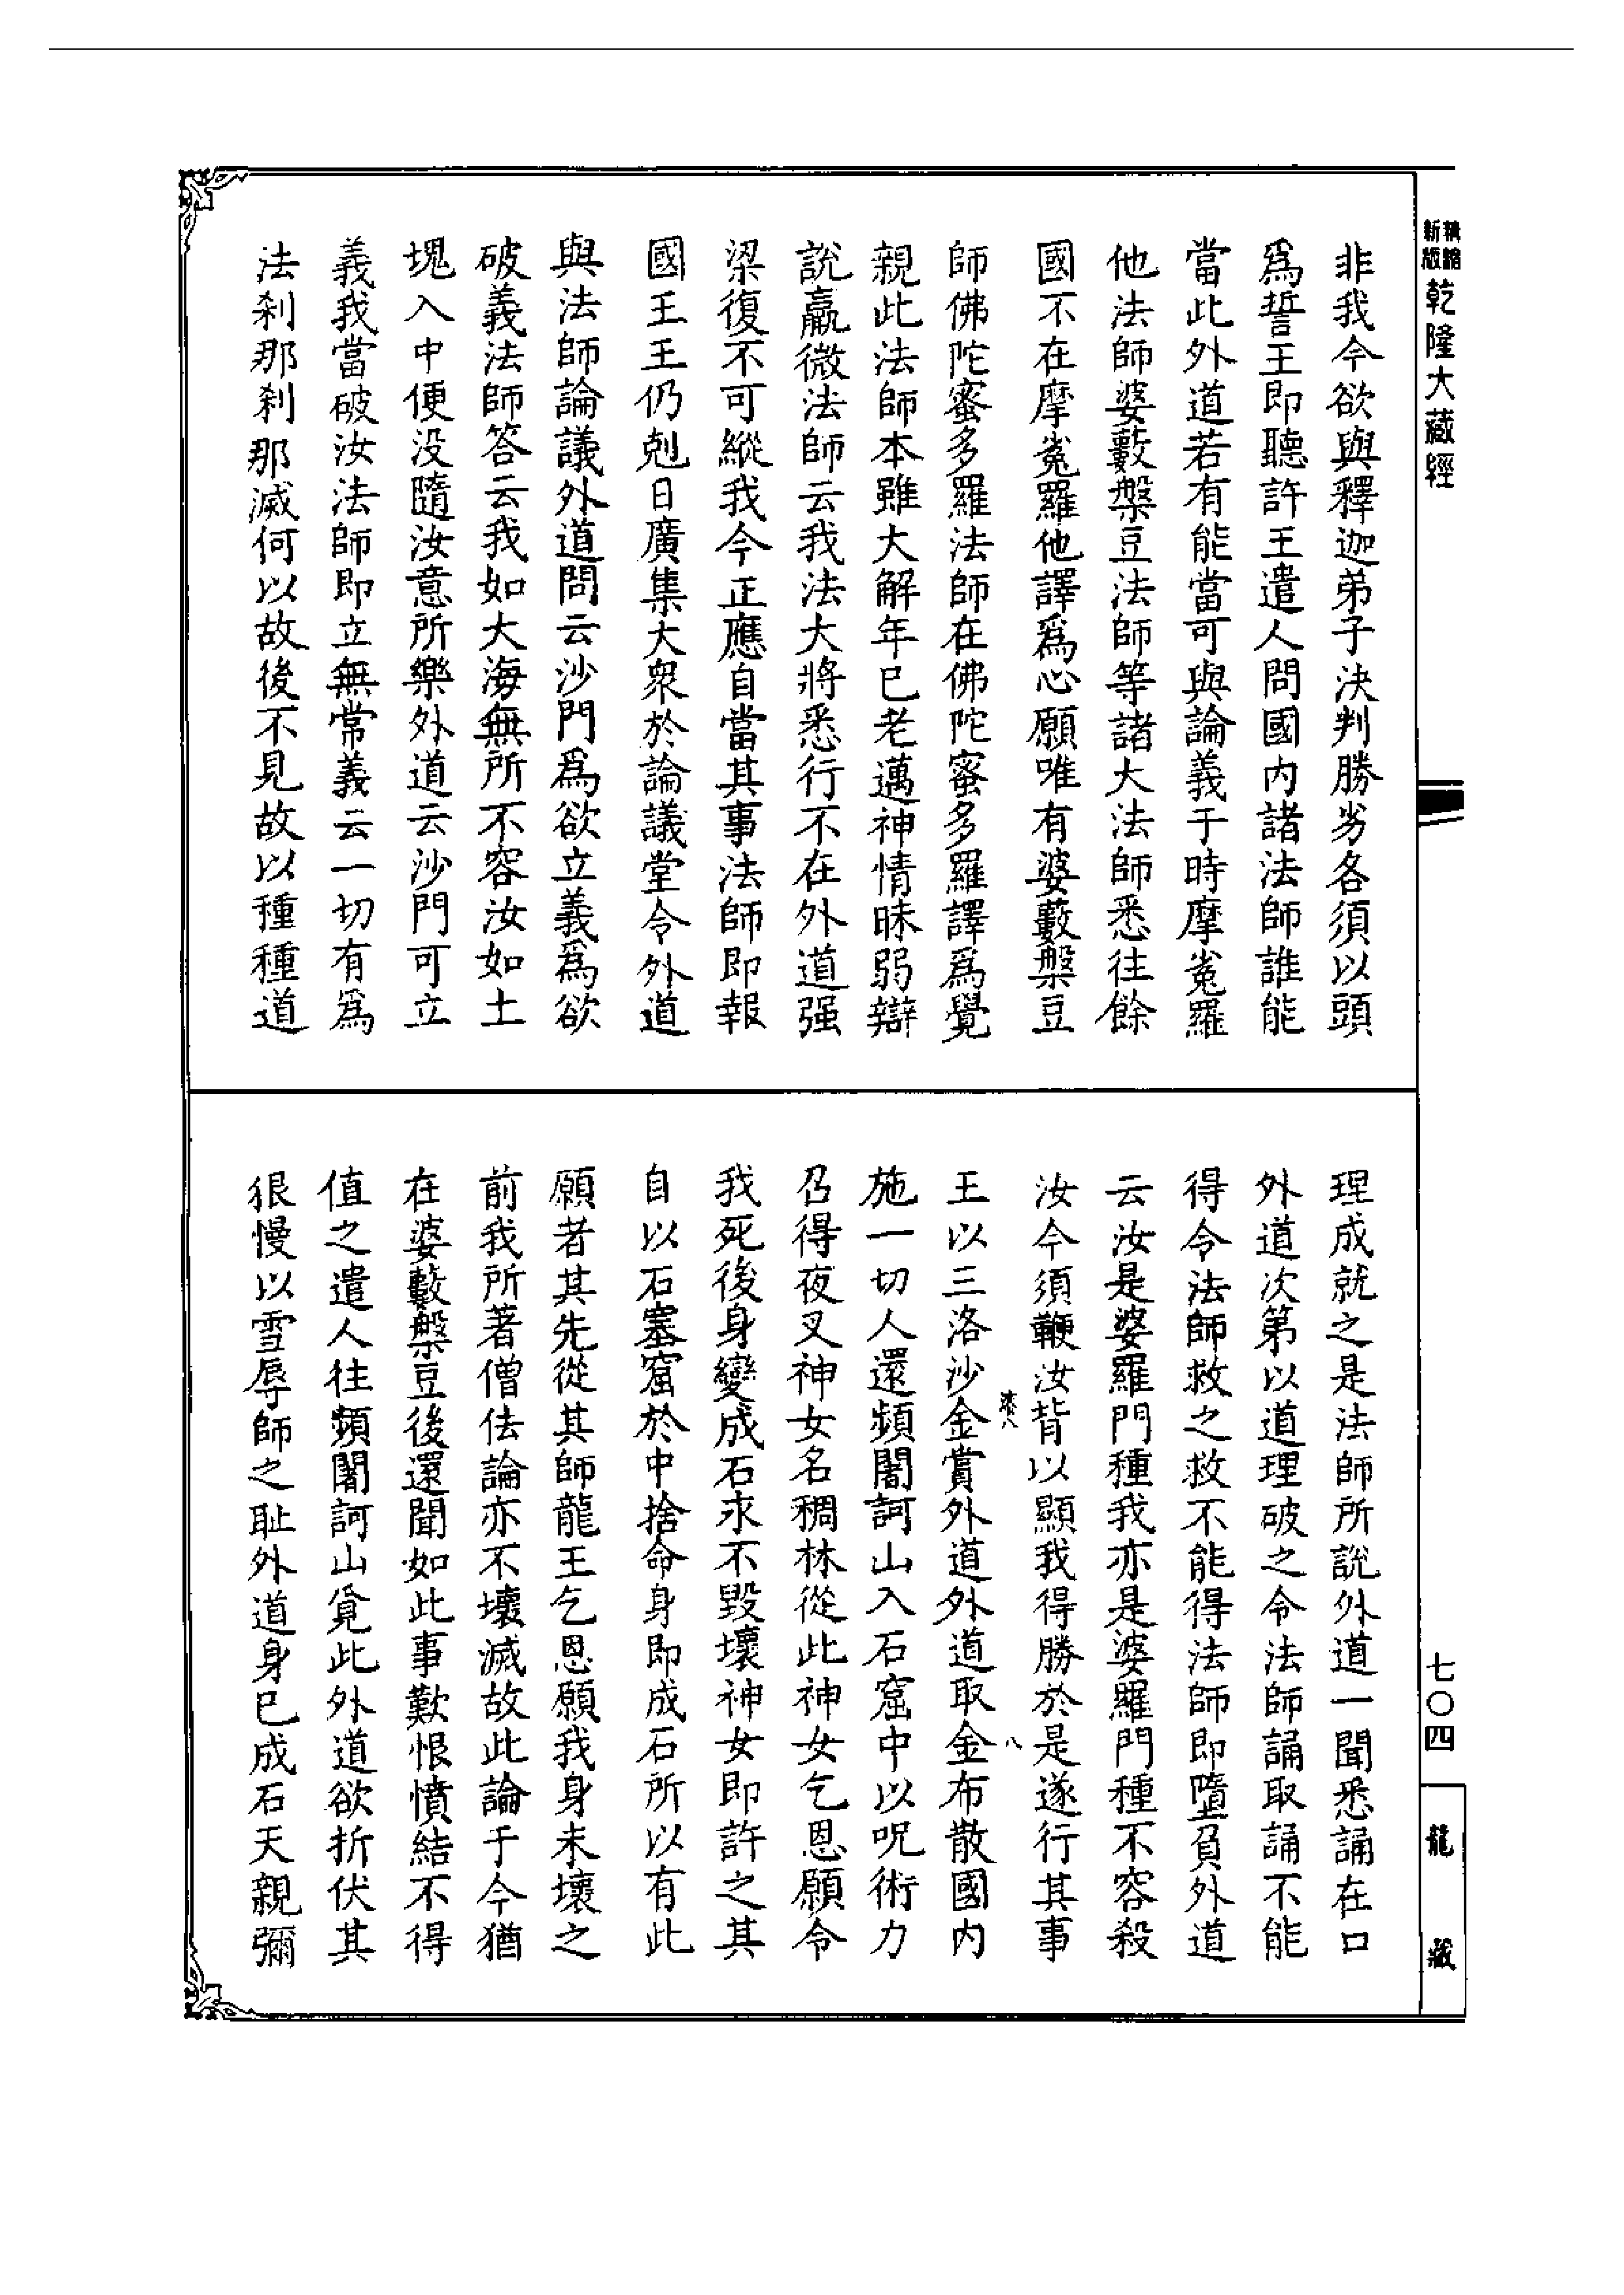 新版
乾隆大藏經
非我今欲與釋迦弟子決判勝劣各須以頭
爲誓王即聽許王遣人問國內諸法師誰能
當此外道若有能當可與論義于時摩㝹羅
他法師婆藪槃豆法師等諸大法師悉往餘
國不在摩㝹羅他譯爲心願唯有婆藪槃豆
師佛陀蜜多羅法師在佛陀蜜多羅譯爲覺
親此法師本雖大解年已老邁神情昧弱辯
說羸微法師云我法大將悉行不在外道强
梁復不可縱我今正應自當其事法師即報
國王王仍剋日廣集大衆於論議堂令外道
與法師論議外道問云沙門爲欲立義爲欲
破義法師答云我如大海無所不容汝如土
塊入中便没隨汝意所樂外道云沙門可立
義我當破汝法師即立無常義云一切有爲
法刹那刹那滅何以故後不見故以種種道
理成就之是法師所說外道一聞悉誦在口
外道次第以道理破之令法師誦取誦不能
得令法師救之救不能得法師即墮負外道
云汝是婆羅門種我亦是婆羅門種不容殺
汝今須鞭汝背以顯我得勝於是遂行其事
八
王以三洛沙金賞外道外道取金布散國內
施一切人還頻闍訶山入石窟中以呪術力
召得夜叉神女名稠林從此神女乞恩願令
我死後身變成石永不毀壞神女即許之其
自以石塞窟於中捨命身即成石所以有此
願者其先從其師龍王乞恩願我身未壞之
前我所著僧佉論亦不壞滅故此論于今猶
在婆藪槃豆後還聞如此事歎恨憤結不得
值之遣人往頻闍訶山覓此外道欲折伏其
狠慢以雪辱師之耻外道身已成石天親彌
七〇四
龍藏